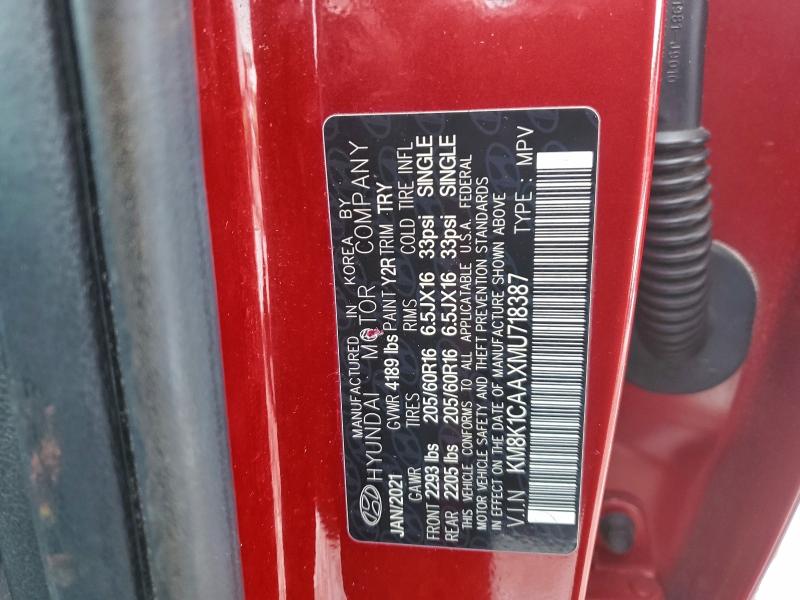 MANUFACTURED IN KOREA BY
HYUNDAI MOTOR COMPANY
JAN/2021 GVWR 4189 lbs PAINT Y2R TRIM TRY
GAWR TIRES RIMS COLD TIRE INFL
FRONT 2293 lbs 205/60R16 6.5JX16 33psi SINGLE
REAR 2205 lbs 205/60R16 6.5JX16 33psi SINGLE
THIS VEHICLE CONFORMS TO ALL APPLICABLE U.S.A. FEDERAL
MOTOR VEHICLE SAFETY AND THEFT PREVENTION STANDARDS
IN EFFECT ON THE DATE OF MANUFACTURE SHOWN ABOVE
V.I.N KM8K1CAAXMU718387 TYPE : MPV